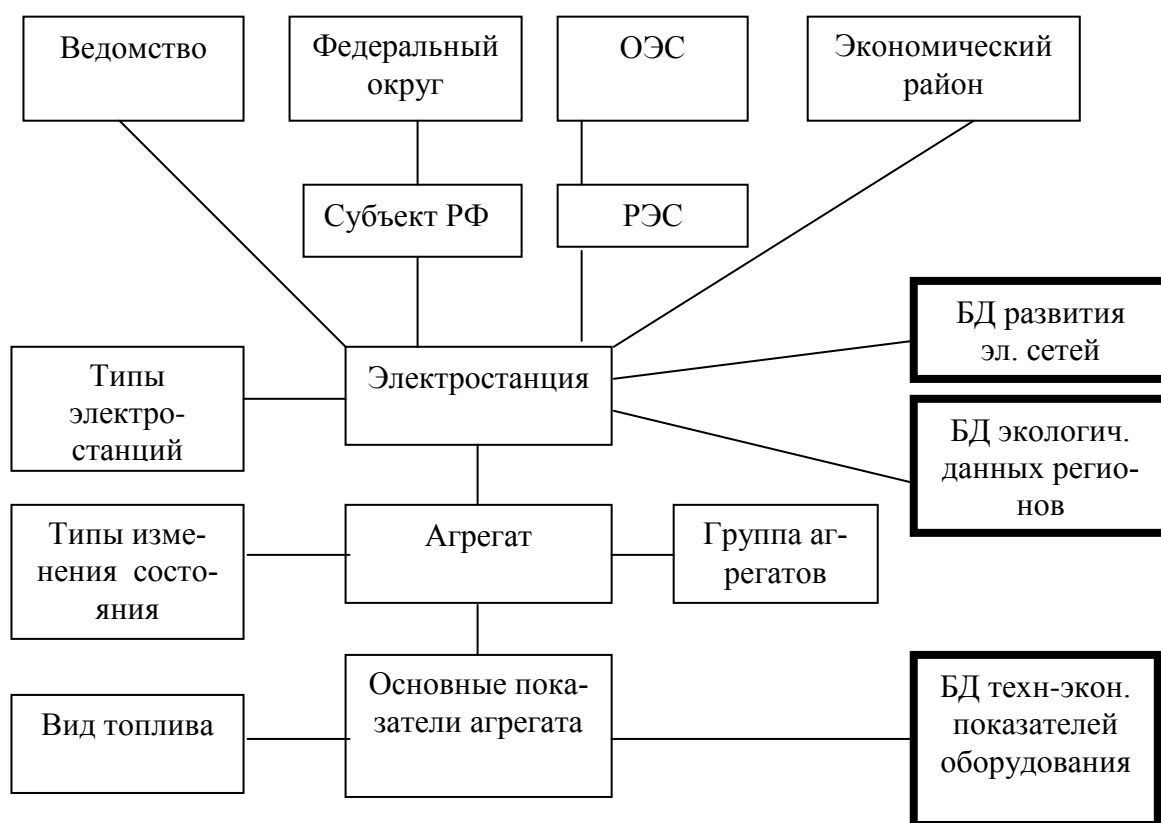 Ведомство
Федеральный
округ
ОЭС
Экономический
район
Субъект РФ
РЭС
БД развития
эл. сетей
Типы
электро-
станций
Электростанция
БД экологич.
данных регио-
нов
Типы изме-
нения состо-
яния
Агрегат
Группа аг-
регатов
Вид топлива
Основные пока-
затели агрегата
БД техн-экон.
показателей
оборудования